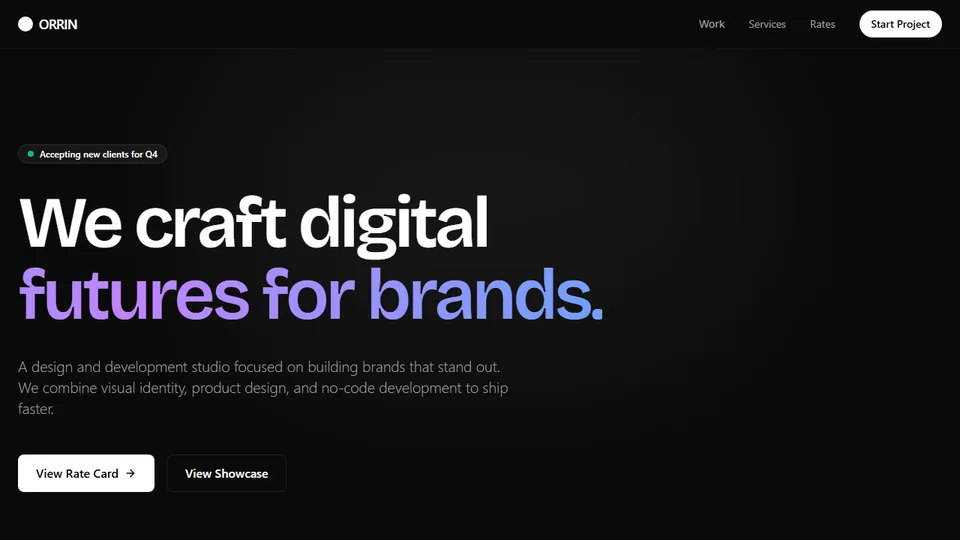 ORRIN
Work
Services
Rates
Start Project
Accepting new clients for Q4
We craft digital
futures for brands.
A design and development studio focused on building brands that stand out.
We combine visual identity, product design, and no-code development to ship
faster.
View Rate Card →
View Showcase